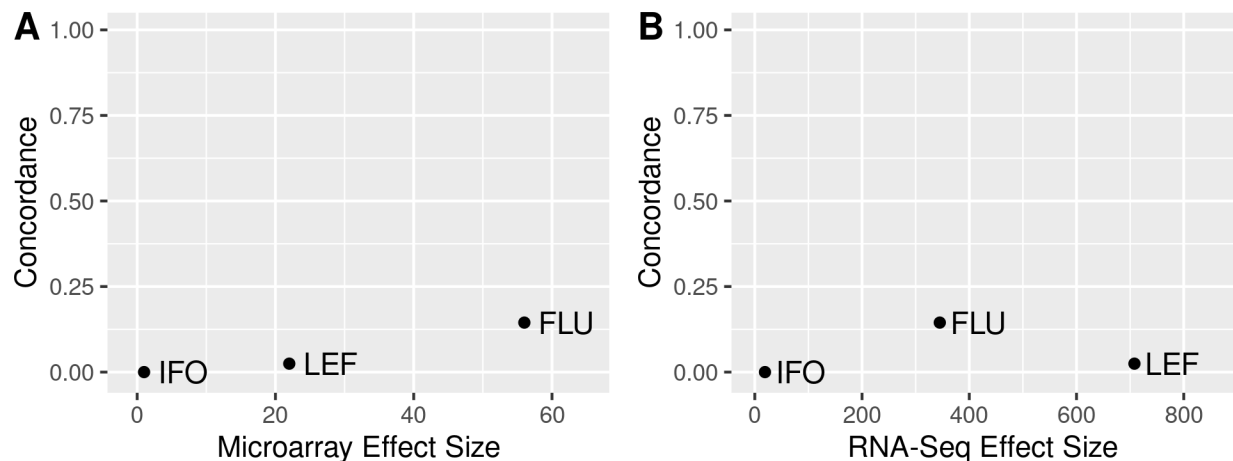 A
Concordance
1.00
0.75
0.50
0.25
0.00
IFO
LEF
FLU
0
20
40
60
Microarray Effect Size
B
Concordance
1.00
0.75
0.50
0.25
0.00
IFO
FLU
LEF
0
200
400
600
800
RNA-Seq Effect Size